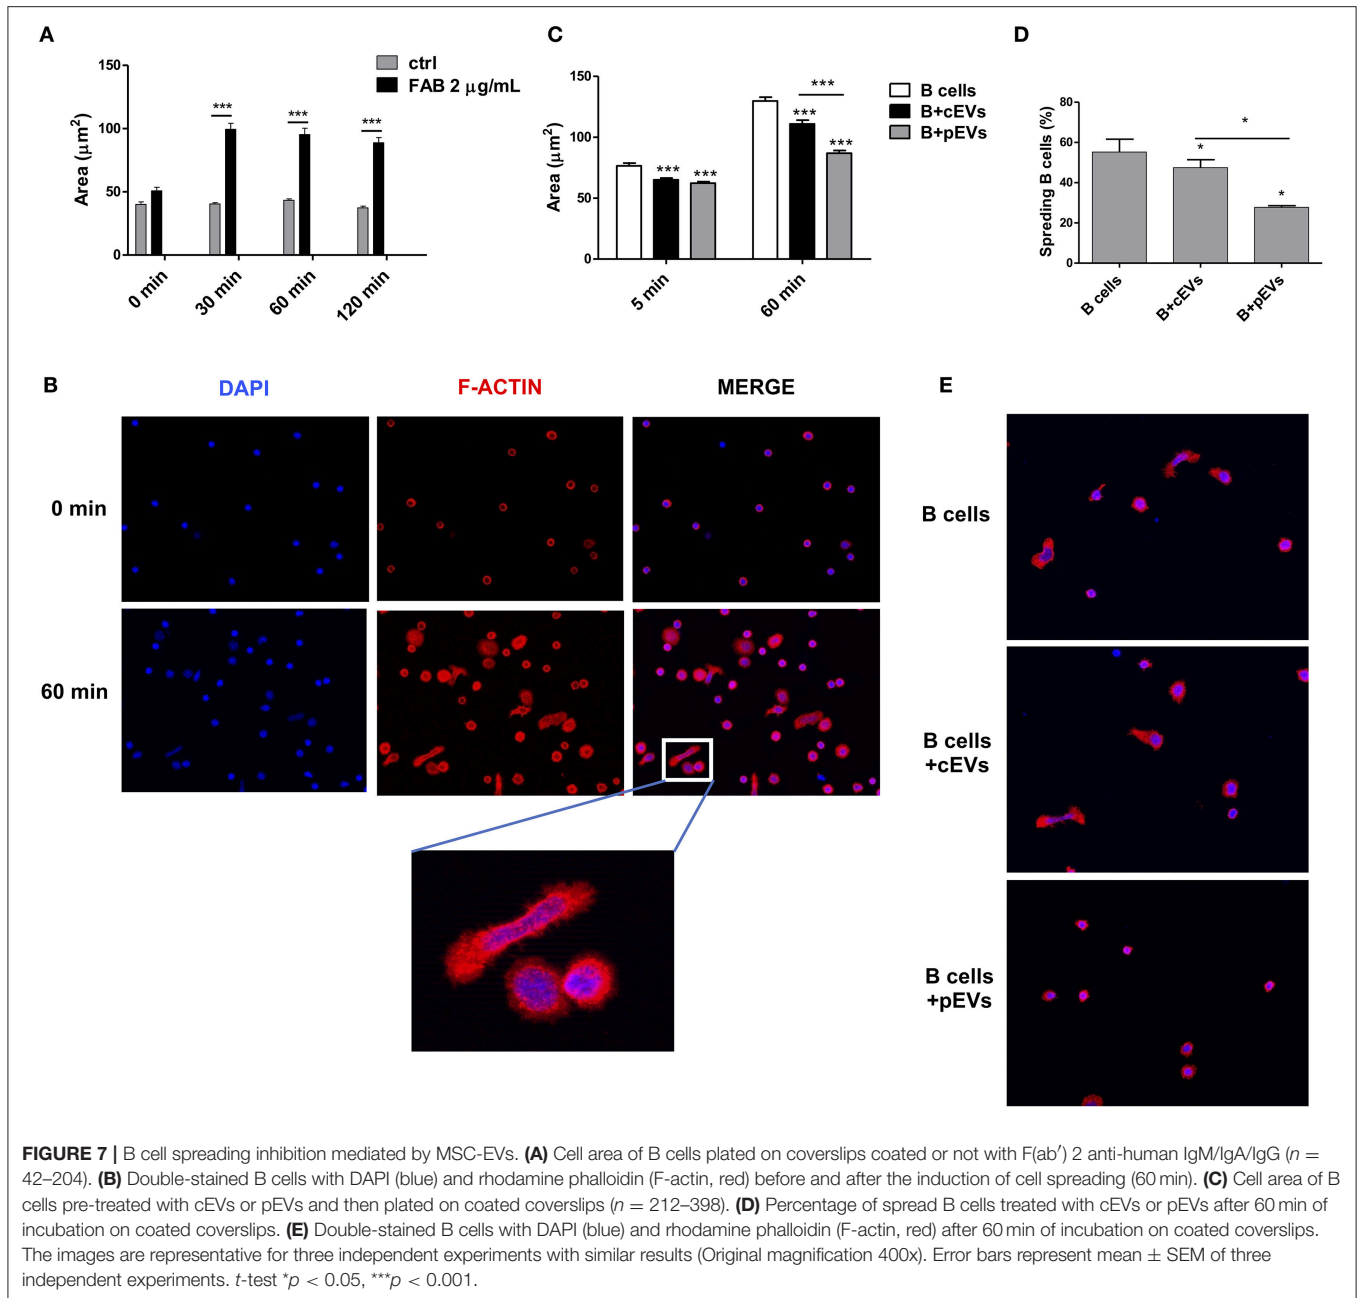 A
ctrl
FAB 2 μg/mL
Area (μm²)
150
100
50
0
***
***
***
0 min
30 min
60 min
120 min
C
B cells
B+cEVs
B+pEVs
Area (μm²)
150
100
50
0
***
***
***
***
***
5 min
60 min
D
Spreding B cells (%)
80
60
40
20
0
*
*
*
B cells
B+cEVs
B+pEVs
B
DAPI
F-ACTIN
MERGE
0 min
60 min
E
B cells
B cells
+cEVs
B cells
+pEVs
FIGURE 7 | B cell spreading inhibition mediated by MSC-EVs. (A) Cell area of B cells plated on coverslips coated or not with F(ab′) 2 anti-human IgM/IgA/IgG (n =
42–204). (B) Double-stained B cells with DAPI (blue) and rhodamine phalloidin (F-actin, red) before and after the induction of cell spreading (60 min). (C) Cell area of B
cells pre-treated with cEVs or pEVs and then plated on coated coverslips (n = 212–398). (D) Percentage of spread B cells treated with cEVs or pEVs after 60 min of
incubation on coated coverslips. (E) Double-stained B cells with DAPI (blue) and rhodamine phalloidin (F-actin, red) after 60 min of incubation on coated coverslips.
The images are representative for three independent experiments with similar results (Original magnification 400x). Error bars represent mean ± SEM of three
independent experiments. t-test *p < 0.05, ***p < 0.001.